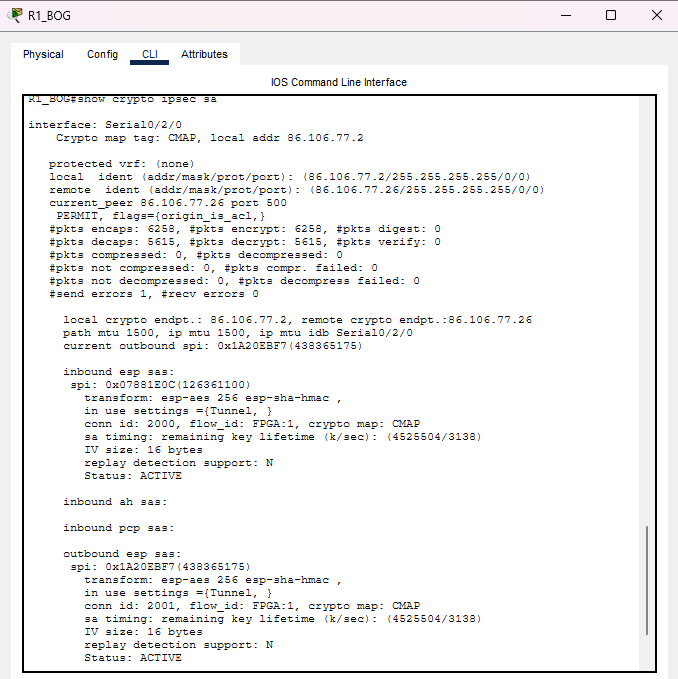 R1_BOG
Physical Config CLI Attributes
IOS Command Line Interface
R1_BOG#show crypto ipsec sa
interface: Serial0/2/0
Crypto map tag: CMAP, local addr 86.106.77.2
protected vrf: (none)
local ident (addr/mask/prot/port): (86.106.77.2/255.255.255.255/0/0)
remote ident (addr/mask/prot/port): (86.106.77.26/255.255.255.255/0/0)
current_peer 86.106.77.26 port 500
PERMIT, flags={origin_is_acl,}
#pkts encaps: 6258, #pkts encrypt: 6258, #pkts digest: 0
#pkts decaps: 5615, #pkts decrypt: 5615, #pkts verify: 0
#pkts compressed: 0, #pkts decompressed: 0
#pkts not compressed: 0, #pkts compr. failed: 0
#pkts not decompressed: 0, #pkts decompress failed: 0
#send errors 1, #recv errors 0
local crypto endpt.: 86.106.77.2, remote crypto endpt.:86.106.77.26
path mtu 1500, ip mtu 1500, ip mtu idb Serial0/2/0
current outbound spi: 0x1A20EBF7(438365175)
inbound esp sas:
spi: 0x07881E0C(126361100)
transform: esp-aes 256 esp-sha-hmac ,
in use settings ={Tunnel, }
conn id: 2000, flow_id: FPGA:1, crypto map: CMAP
sa timing: remaining key lifetime (k/sec): (4525504/3138)
IV size: 16 bytes
replay detection support: N
Status: ACTIVE
inbound ah sas:
inbound pcp sas:
outbound esp sas:
spi: 0x1A20EBF7(438365175)
transform: esp-aes 256 esp-sha-hmac ,
in use settings ={Tunnel, }
conn id: 2001, flow_id: FPGA:1, crypto map: CMAP
sa timing: remaining key lifetime (k/sec): (4525504/3138)
IV size: 16 bytes
replay detection support: N
Status: ACTIVE